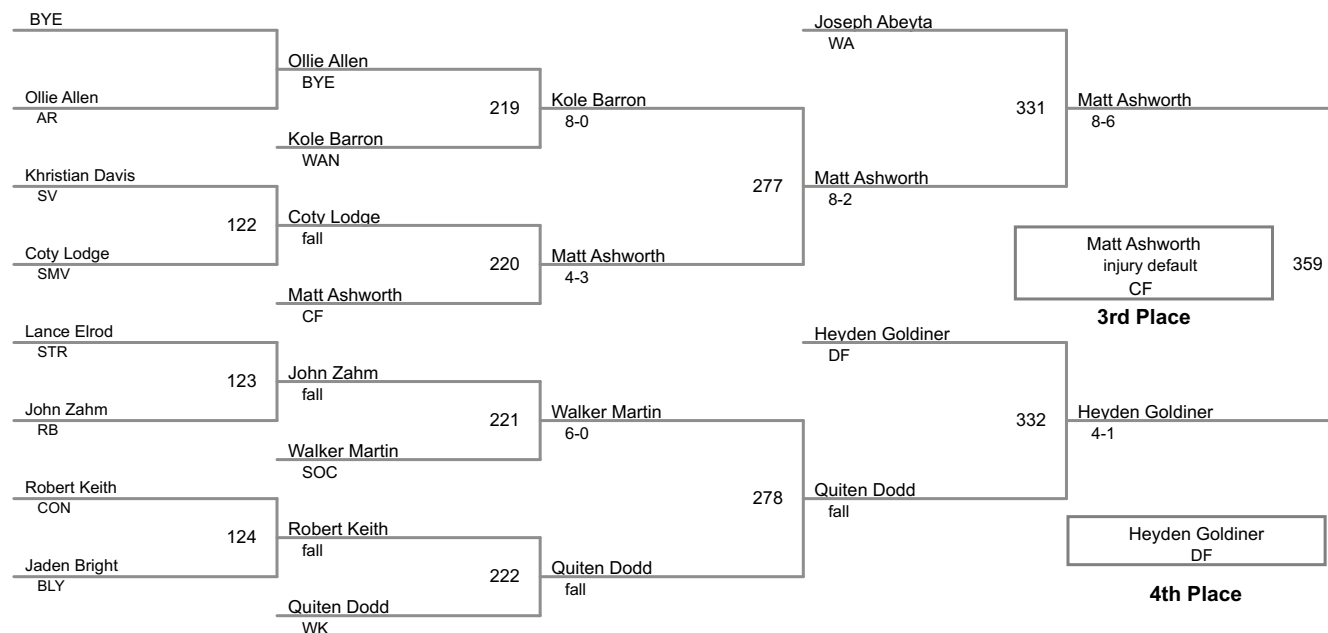 BYE
Ollie Allen
AR
Khristian Davis
SV
122
Coty Lodge
SMV
Lance Elrod
STR
123
John Zahm
RB
Robert Keith
CON
124
Jaden Bright
BLY
Ollie Allen
BYE
219
Kole Barron
WAN
Coty Lodge
fall
220
Matt Ashworth
CF
John Zahm
fall
221
Walker Martin
SOC
Robert Keith
fall
222
Quiten Dodd
WK
Kole Barron
8-0
277
Matt Ashworth
4-3
Walker Martin
6-0
278
Quiten Dodd
fall
Joseph Abeyta
WA
331
Matt Ashworth
8-2
Heyden Goldiner
DF
332
Quiten Dodd
fall
Matt Ashworth
8-6
Matt Ashworth
injury default
CF
359
3rd Place
Heyden Goldiner
4-1
Heyden Goldiner
DF
4th Place